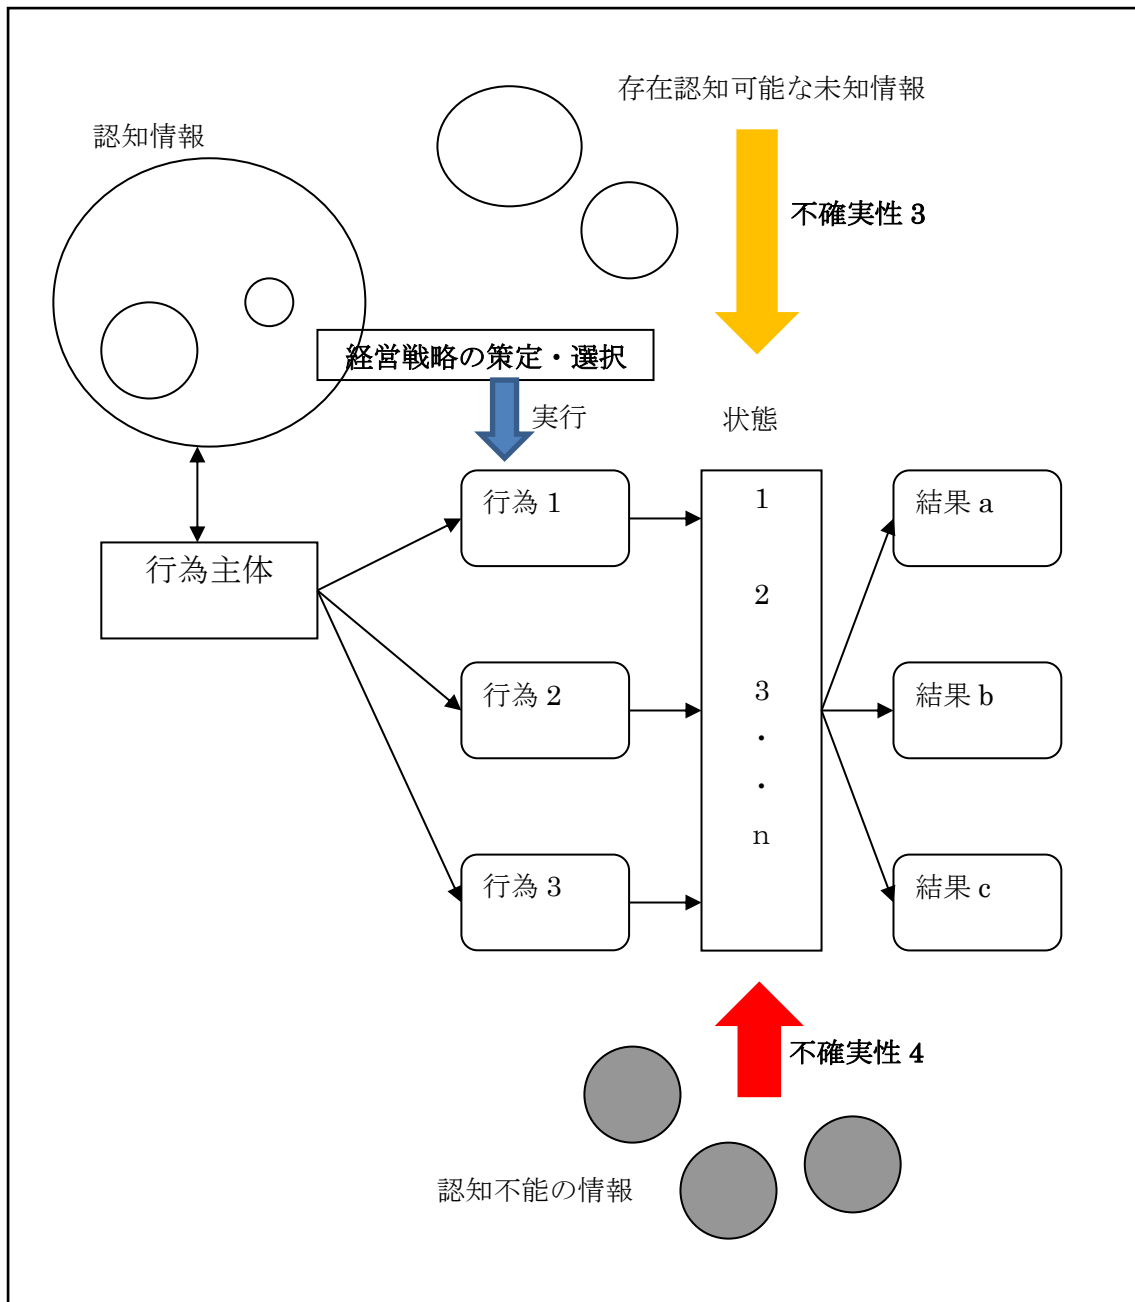 存在認知可能な未知情報
認知情報
不確実性 3
経営戦略の策定・選択
実行
状態
行為 1
1
結果 a
行為主体
2
行為 2
3
結果 b
・
・
n
行為 3
結果 c
不確実性 4
認知不能の情報